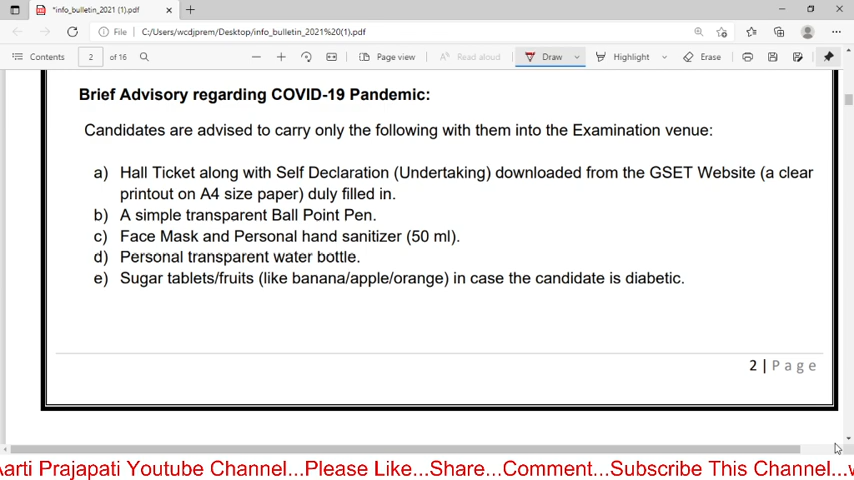 *info_bulletin_2021 (1).pdf
File
C:/Users/wcdjprem/Desktop/info_bulletin_2021%20(1).pdf
Contents
2
of 16
Page view
Read aloud
Draw
Highlight
Erase
Brief Advisory regarding COVID-19 Pandemic:
Candidates are advised to carry only the following with them into the Examination venue:
a) Hall Ticket along with Self Declaration (Undertaking) downloaded from the GSET Website (a clear
printout on A4 size paper) duly filled in.
b) A simple transparent Ball Point Pen.
c) Face Mask and Personal hand sanitizer (50 ml).
d) Personal transparent water bottle.
e) Sugar tablets/fruits (like banana/apple/orange) in case the candidate is diabetic.
2 | P a g e
Aarti Prajapati Youtube Channel...Please Like...Share...Comment...Subscribe This Channel...